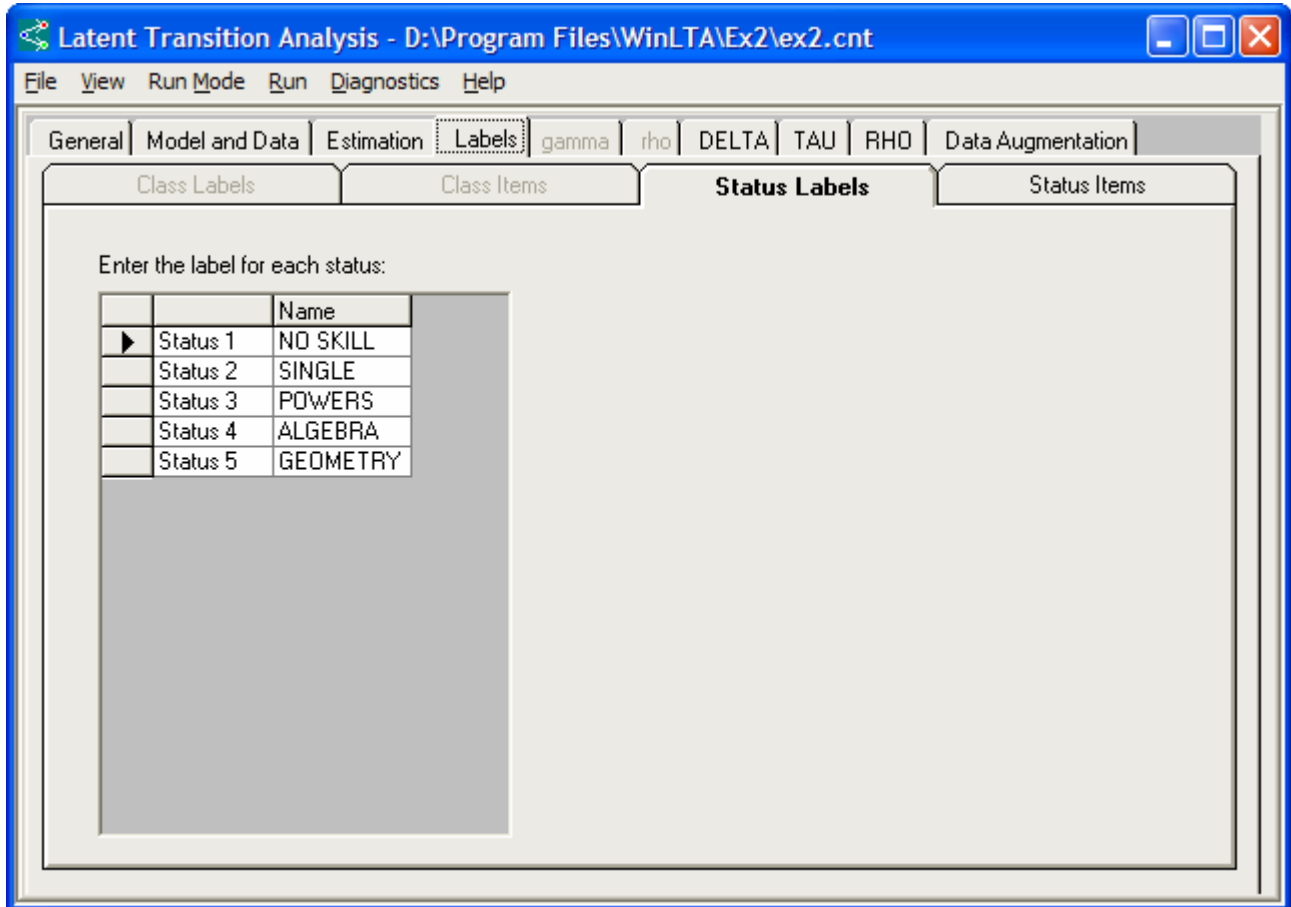 Latent Transition Analysis - D:\Program Files\WinLTA\Ex2\ex2.cnt
File View Run Mode Run Diagnostics Help
General Model and Data Estimation Labels gamma rho DELTA TAU RHO Data Augmentation
Class Labels Class Items Status Labels Status Items
Enter the label for each status:
Name
Status 1 NO SKILL
Status 2 SINGLE
Status 3 POWERS
Status 4 ALGEBRA
Status 5 GEOMETRY